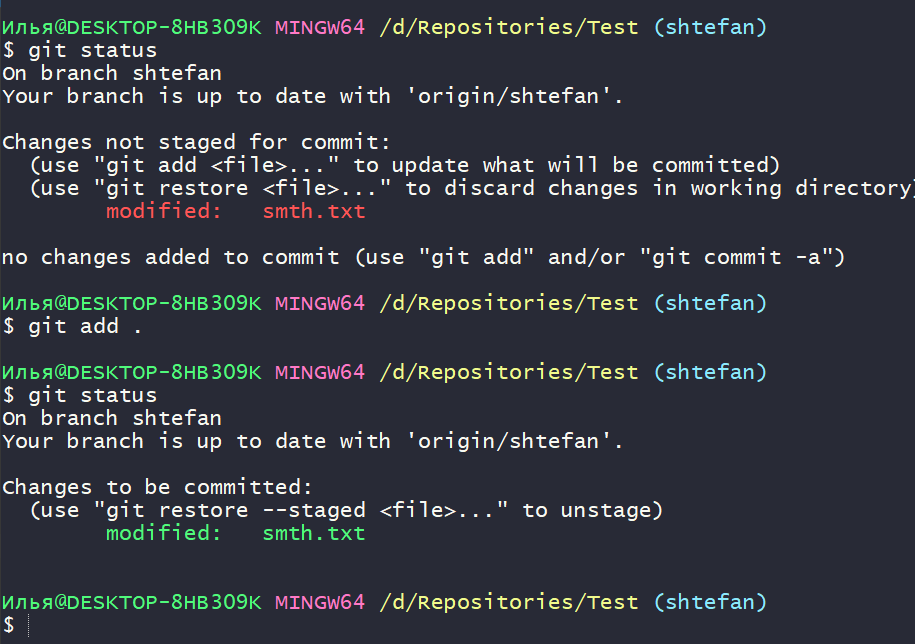 Илья@DESKTOP-8HB309K MINGW64 /d/Repositories/Test (shtefan)
$ git status
On branch shtefan
Your branch is up to date with 'origin/shtefan'.
Changes not staged for commit:
(use "git add <file>..." to update what will be committed)
(use "git restore <file>..." to discard changes in working directory)
modified: smth.txt
no changes added to commit (use "git add" and/or "git commit -a")
Илья@DESKTOP-8HB309K MINGW64 /d/Repositories/Test (shtefan)
$ git add .
Илья@DESKTOP-8HB309K MINGW64 /d/Repositories/Test (shtefan)
$ git status
On branch shtefan
Your branch is up to date with 'origin/shtefan'.
Changes to be committed:
(use "git restore --staged <file>..." to unstage)
modified: smth.txt
Илья@DESKTOP-8HB309K MINGW64 /d/Repositories/Test (shtefan)
$